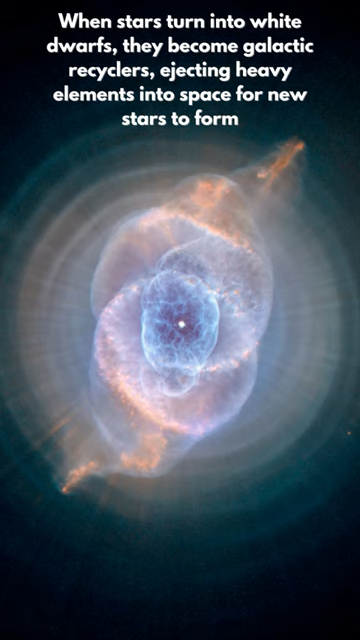 When stars turn into white
dwarfs, they become galactic
recyclers, ejecting heavy
elements into space for new
stars to form